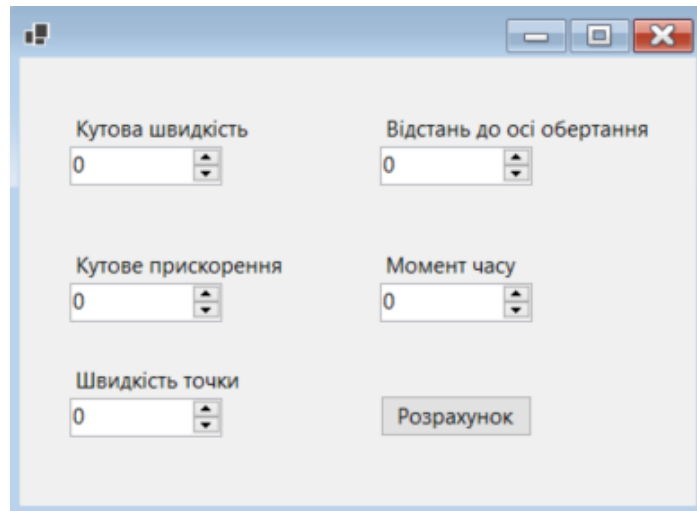 Кутова швидкість
Відстань до осі обертання
0
0
Кутове прискорення
Момент часу
0
0
Швидкість точки
0
Розрахунок